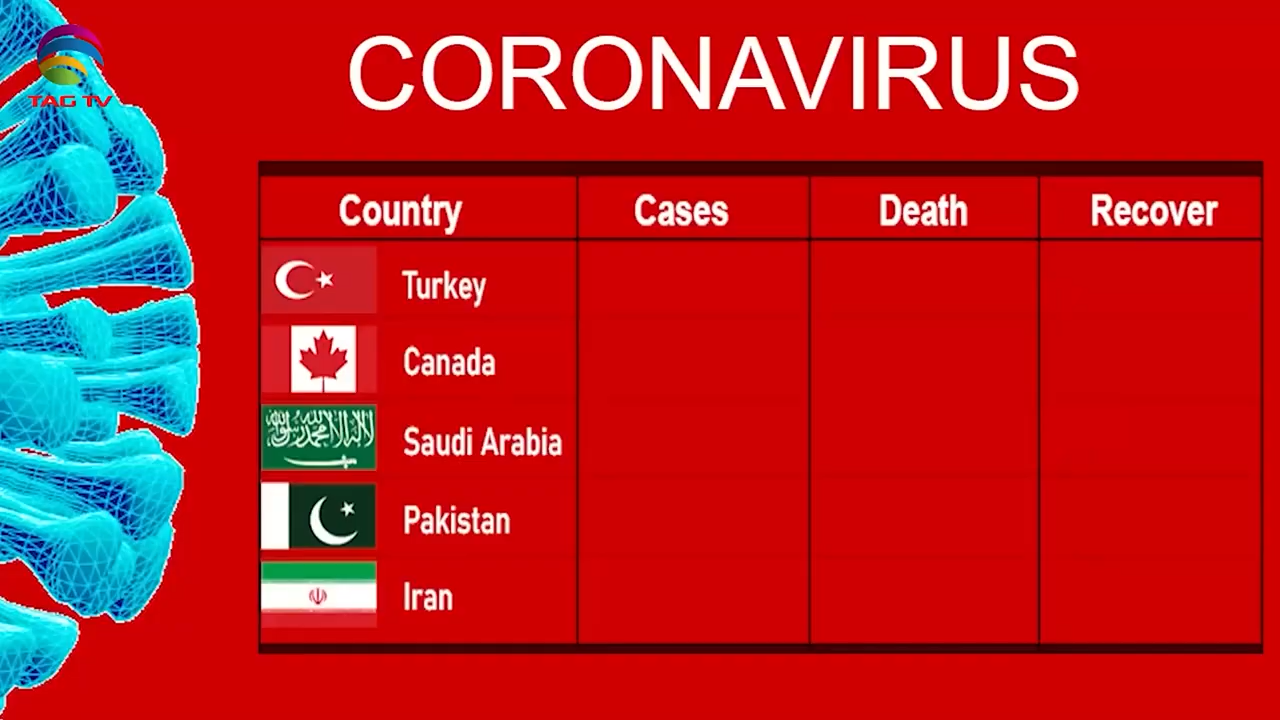 TAG TV
CORONAVIRUS
Country Cases Death Recover
Turkey
Canada
Saudi Arabia
Pakistan
Iran